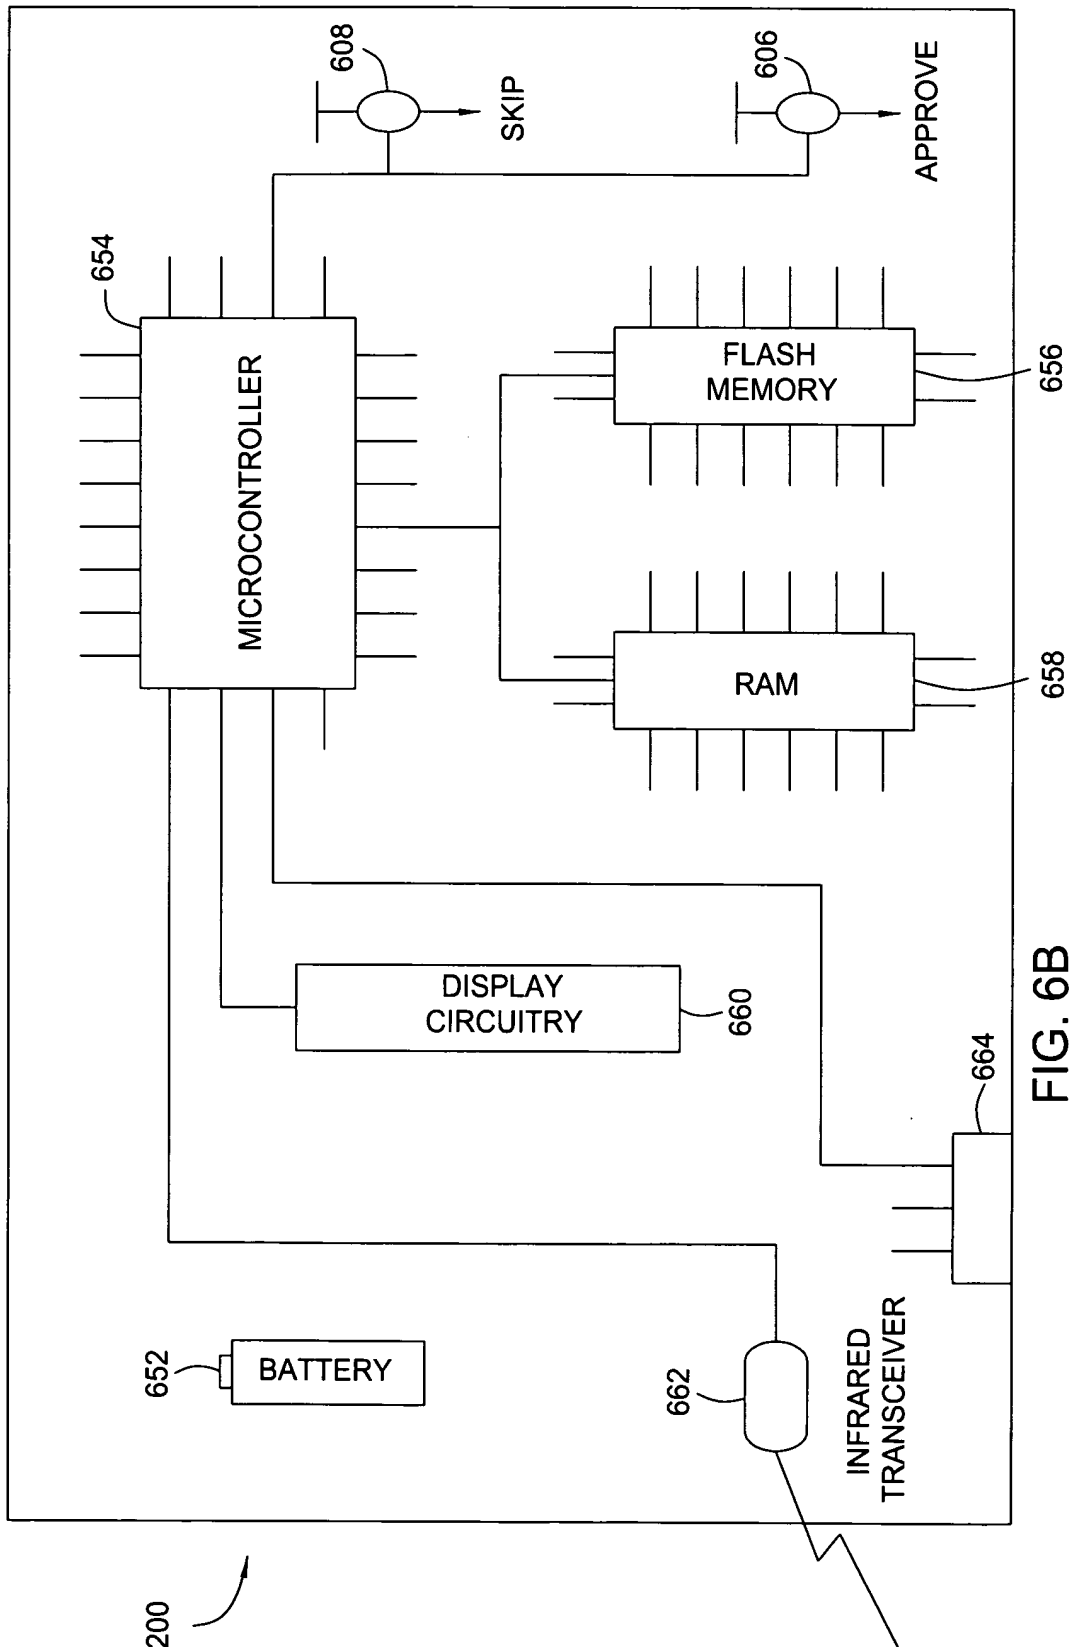 200
652
BATTERY
662
INFRARED
TRANSCEIVER
664
DISPLAY
CIRCUITRY
660
654
MICROCONTROLLER
RAM
658
FLASH
MEMORY
656
608
SKIP
606
APPROVE
FIG. 6B